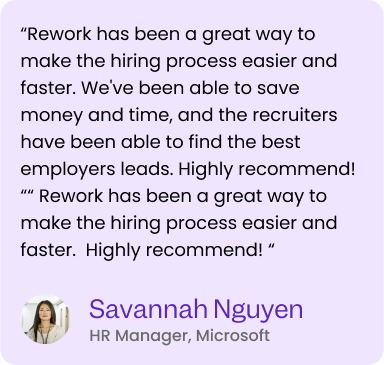 “Rework has been a great way to
make the hiring process easier and
faster. We've been able to save
money and time, and the recruiters
have been able to find the best
employers leads. Highly recommend!
““ Rework has been a great way to
make the hiring process easier and
faster.  Highly recommend! “
Savannah Nguyen
HR Manager, Microsoft